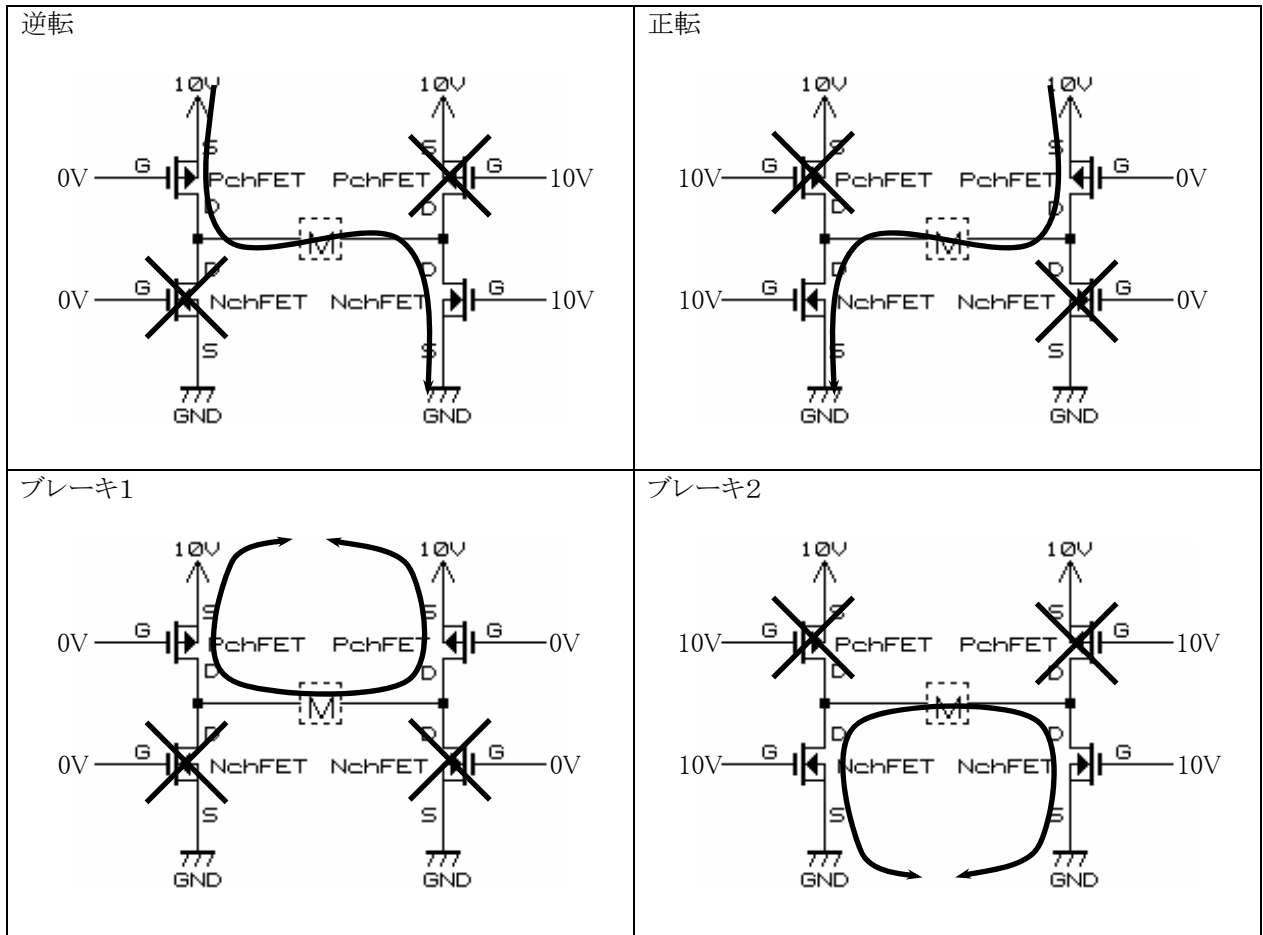 逆転
10V 10V
S S
0V G PchFET PchFET G 10V
D D
M
D D
0V G NchFET NchFET G 10V
S S
GND GND
正転
10V 10V
S S
10V G PchFET PchFET G 0V
D D
M
D D
10V G NchFET NchFET G 0V
S S
GND GND
ブレーキ1
10V 10V
S S
0V G PchFET PchFET G 0V
D D
M
D D
0V G NchFET NchFET G 0V
S S
GND GND
ブレーキ2
10V 10V
S S
10V G PchFET PchFET G 10V
D D
M
D D
10V G NchFET NchFET G 10V
S S
GND GND